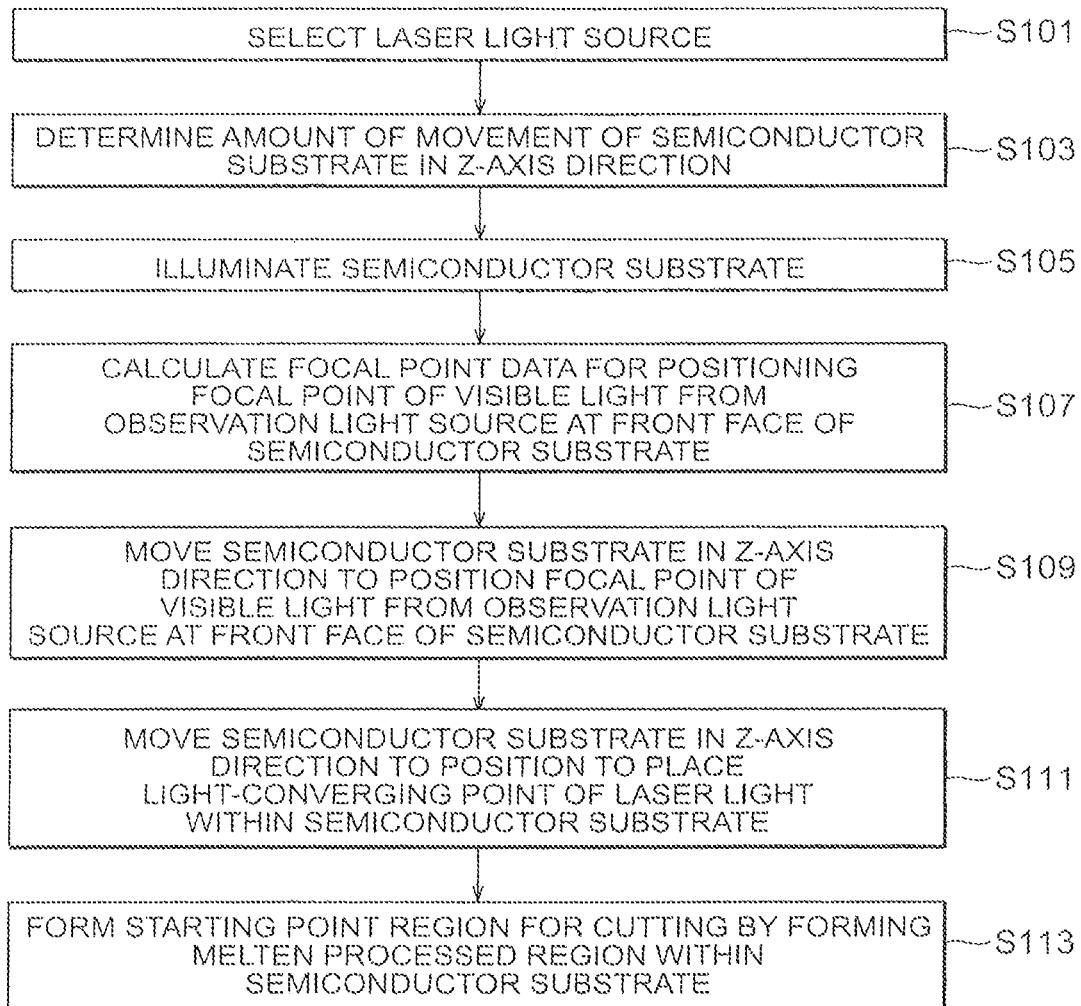 SELECT LASER LIGHT SOURCE
S101
DETERMINE AMOUNT OF MOVEMENT OF SEMICONDUCTOR
SUBSTRATE IN Z-AXIS DIRECTION
S103
ILLUMINATE SEMICONDUCTOR SUBSTRATE
S105
CALCULATE FOCAL POINT DATA FOR POSITIONING
FOCAL POINT OF VISIBLE LIGHT FROM
OBSERVATION LIGHT SOURCE AT FRONT FACE OF
SEMICONDUCTOR SUBSTRATE
S107
MOVE SEMICONDUCTOR SUBSTRATE IN Z-AXIS
DIRECTION TO POSITION FOCAL POINT OF
VISIBLE LIGHT FROM OBSERVATION LIGHT
SOURCE AT FRONT FACE OF SEMICONDUCTOR SUBSTRATE
S109
MOVE SEMICONDUCTOR SUBSTRATE IN Z-AXIS
DIRECTION TO POSITION TO PLACE
LIGHT-CONVERGING POINT OF LASER LIGHT
WITHIN SEMICONDUCTOR SUBSTRATE
S111
FORM STARTING POINT REGION FOR CUTTING BY FORMING
MELTEN PROCESSED REGION WITHIN
SEMICONDUCTOR SUBSTRATE
S113